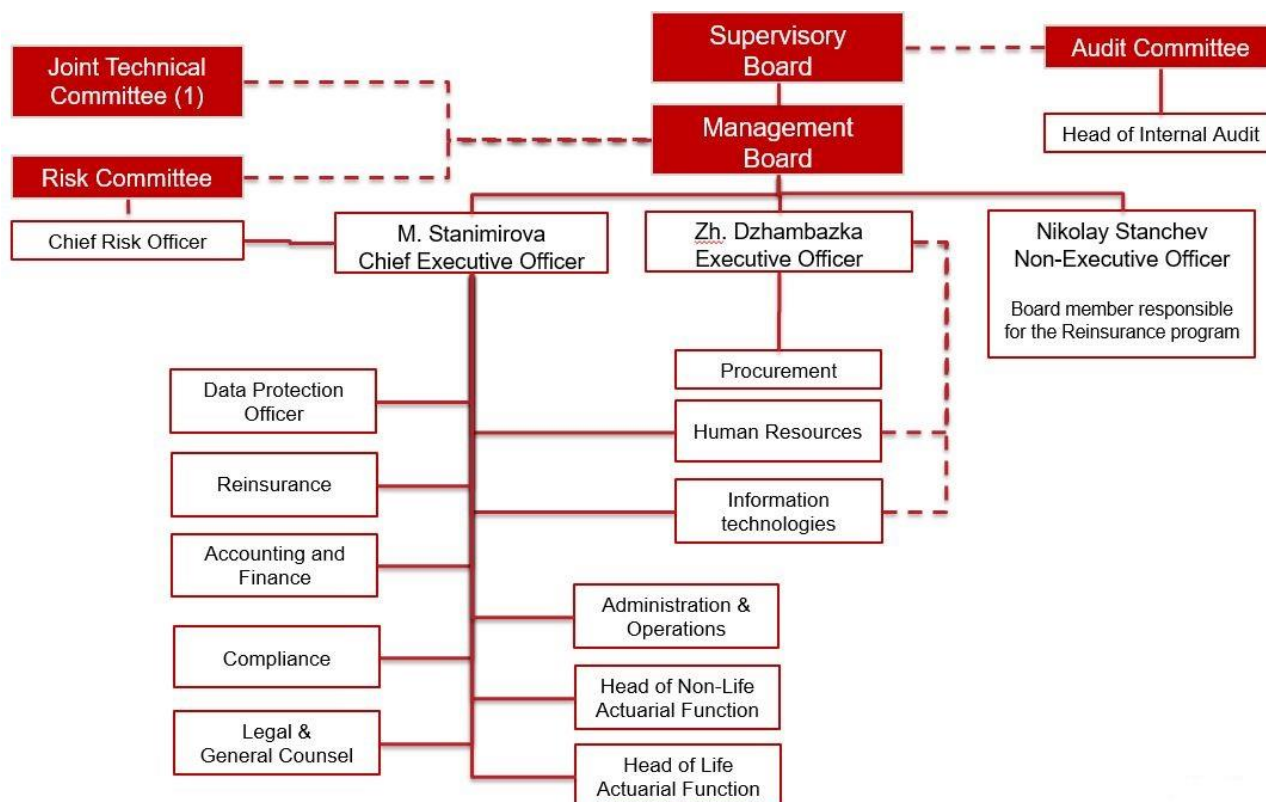 Supervisory
Board
Audit Committee
Joint Technical
Committee (1)
Management
Board
Head of Internal Audit
Risk Committee
Chief Risk Officer
M. Stanimirova
Chief Executive Officer
Zh. Dzhambazka
Executive Officer
Nikolay Stanchev
Non-Executive Officer
Board member responsible
for the Reinsurance program
Procurement
Data Protection
Officer
Human Resources
Reinsurance
Information
technologies
Accounting and
Finance
Administration &
Operations
Compliance
Head of Non-Life
Actuarial Function
Legal &
General Counsel
Head of Life
Actuarial Function